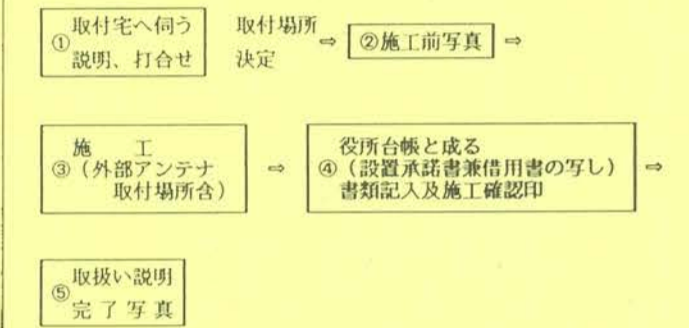 取付宅へ伺う
①
説明、打合せ
取付場所
決定
⇒
②施工前写真
⇒
施 工
③(外部アンテナ
取付場所含)
⇒
役所台帳と成る
④(設置承諾書兼借用書の写し)
書類記入及施工確認印
⇒
取扱い説明
⑤
完了写真